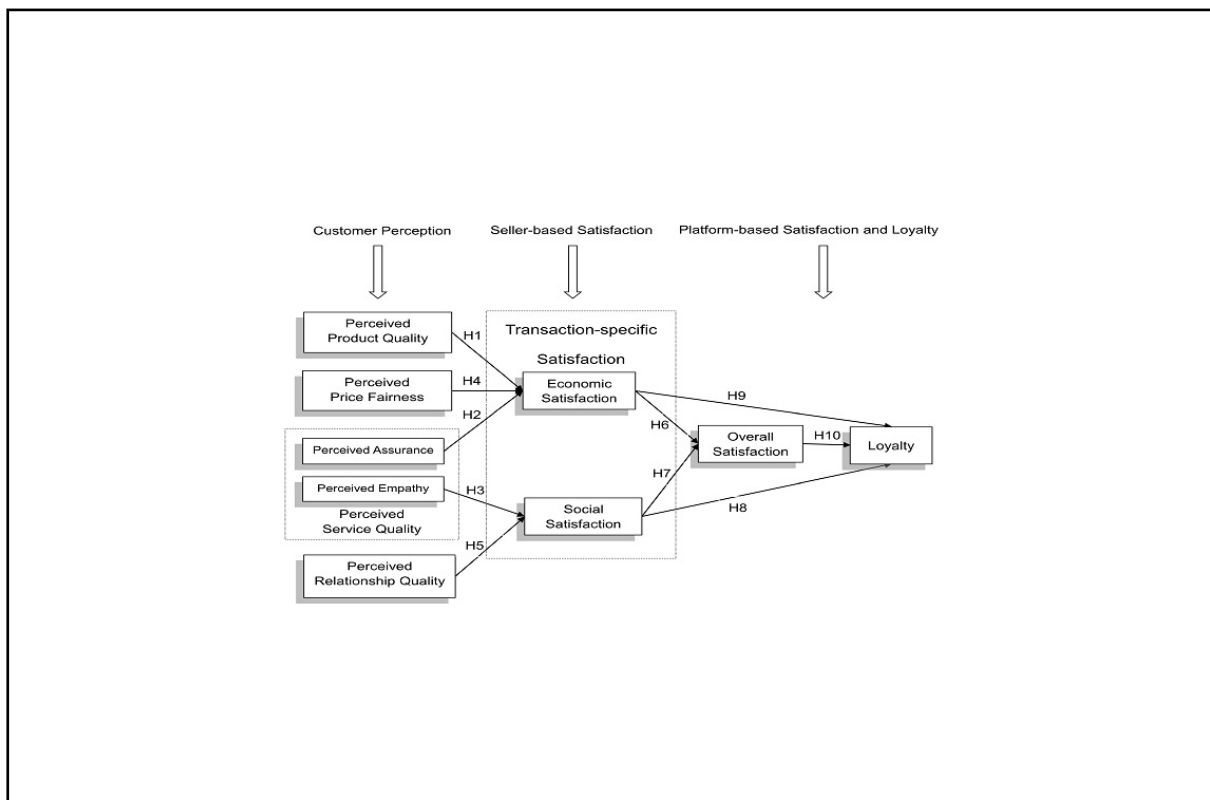 Customer Perception
Seller-based Satisfaction
Platform-based Satisfaction and Loyalty
Perceived
Product Quality
H1
Transaction-specific
Satisfaction
Perceived
Price Fairness
H4
Economic
Satisfaction
H9
H2
H6
Perceived Assurance
Overall
Satisfaction
H10
Loyalty
Perceived Empathy
H3
H7
Perceived
Service Quality
Social
Satisfaction
H8
H5
Perceived
Relationship Quality